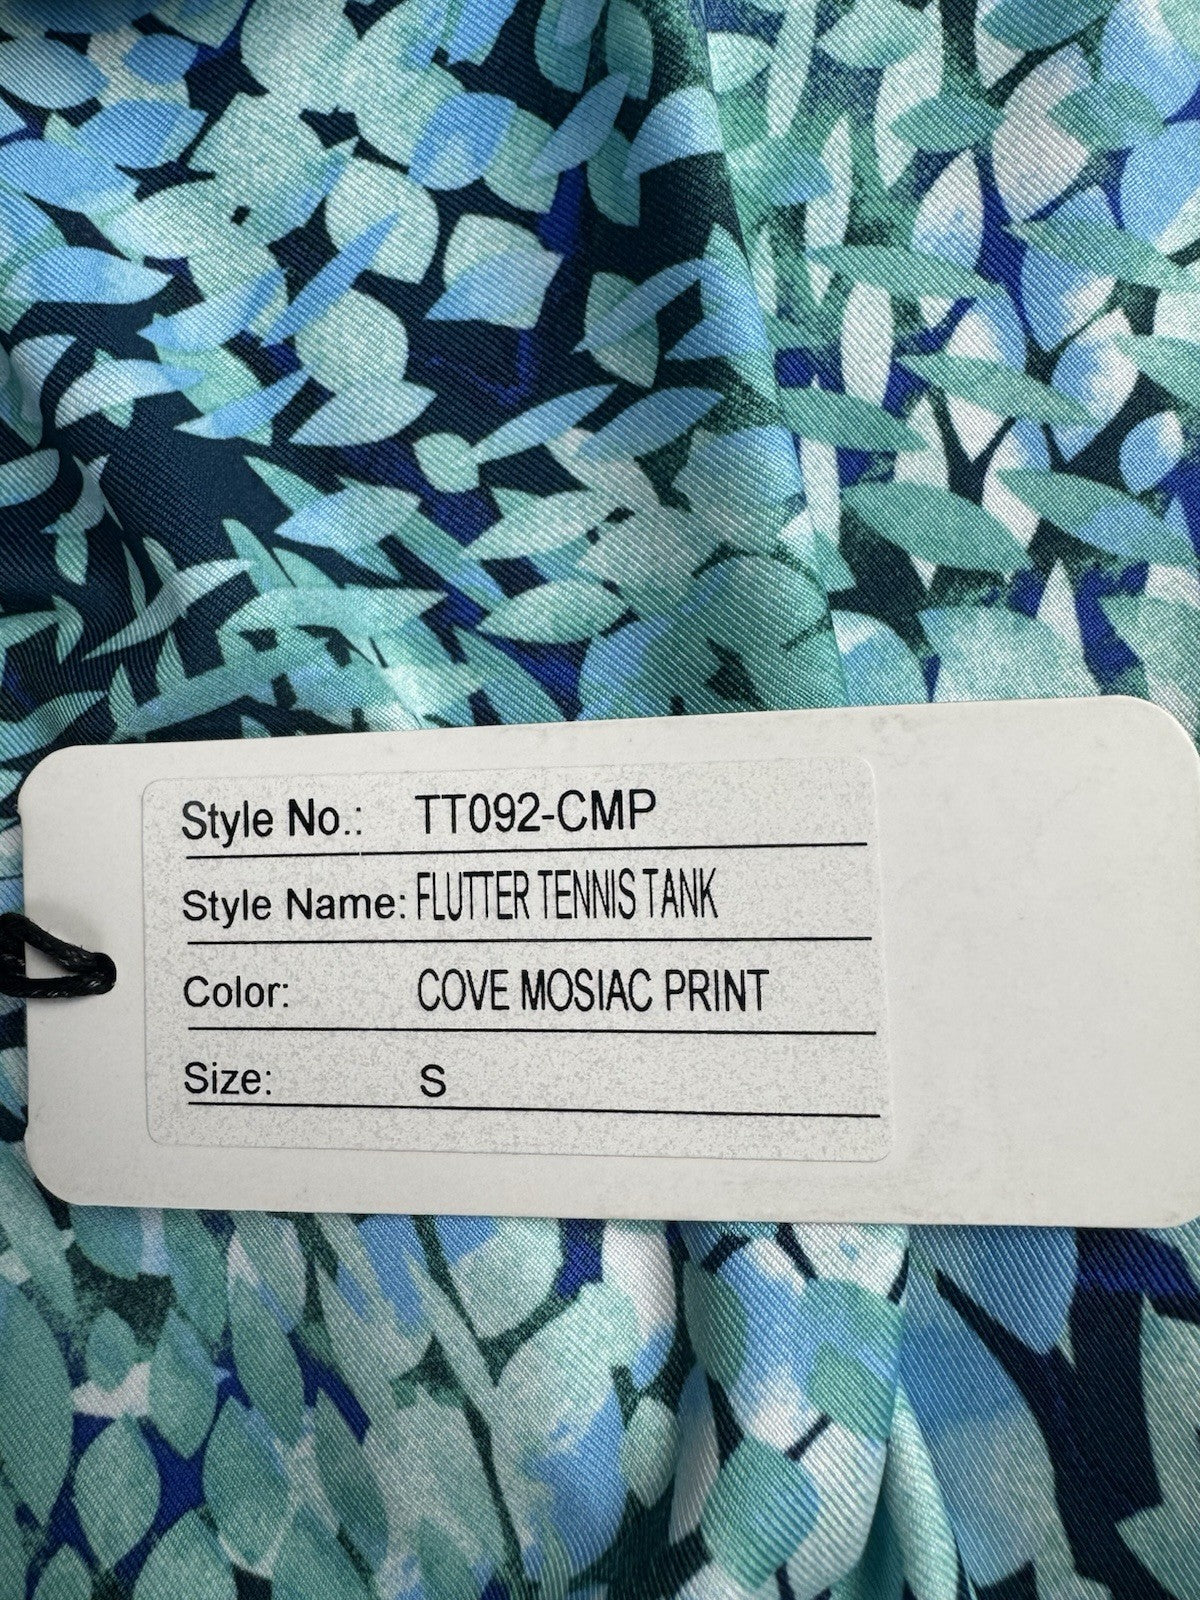 Style No.: TT092-CMP
Style Name: FLUTTER TENNIS TANK
Color: COVE MOSIAC PRINT
Size: S